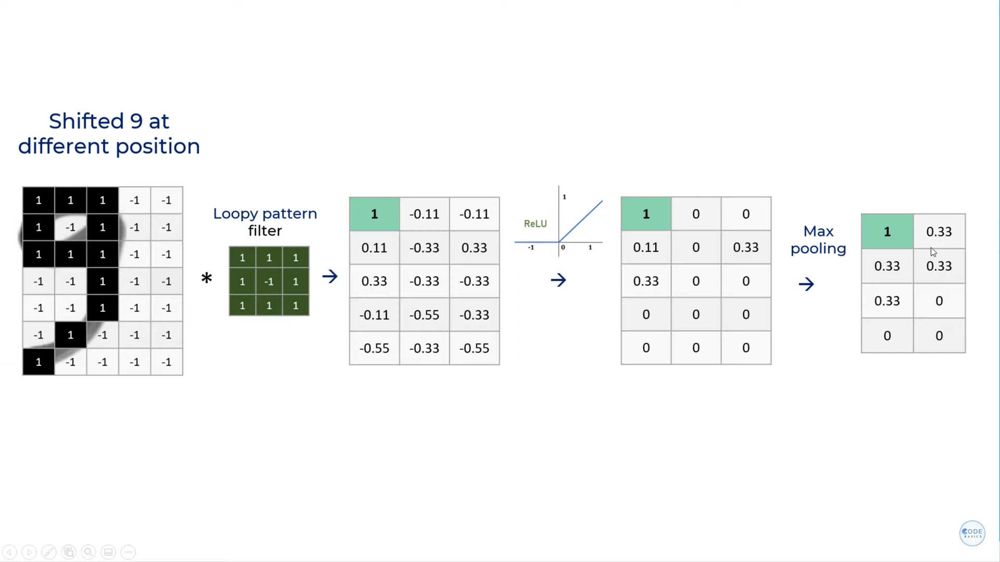 Shifted 9 at
different position
1 1 1 -1 -1
1 -1 1 -1 -1
1 1 1 -1 -1
-1 -1 1 -1 -1
-1 -1 1 -1 -1
-1 1 -1 -1 -1
1 -1 -1 -1 -1
*
Loopy pattern
filter
1 1 1
1 -1 1
1 1 1
→
1 -0.11 -0.11
0.11 -0.33 0.33
0.33 -0.33 -0.33
-0.11 -0.55 -0.33
-0.55 -0.33 -0.55
1
ReLU
-1 0 1
→
1 0 0
0.11 0 0.33
0.33 0 0
0 0 0
0 0 0
Max
pooling
→
1 0.33
0.33 0.33
0.33 0
0 0
CODE
BASICS